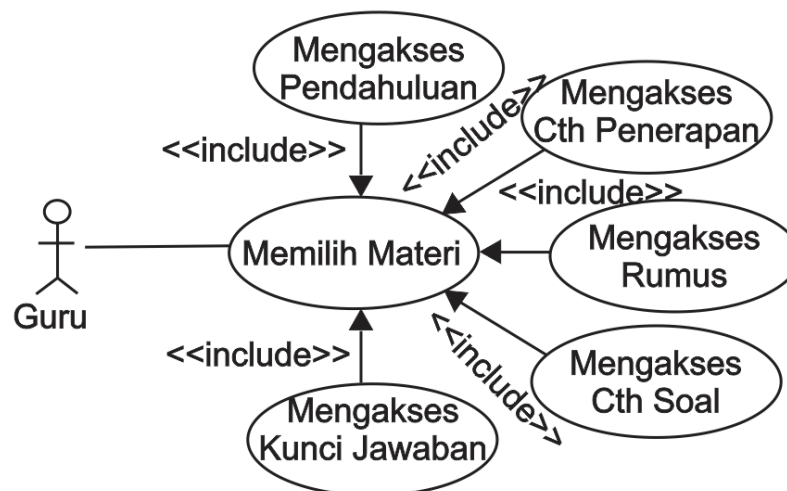 Mengakses
Pendahuluan
<<include>>
<<include>>
Mengakses
Cth Penerapan
<<include>>
Memilih Materi
Mengakses
Rumus
Guru
<<include>>
<<include>>
Mengakses
Cth Soal
Mengakses
Kunci Jawaban